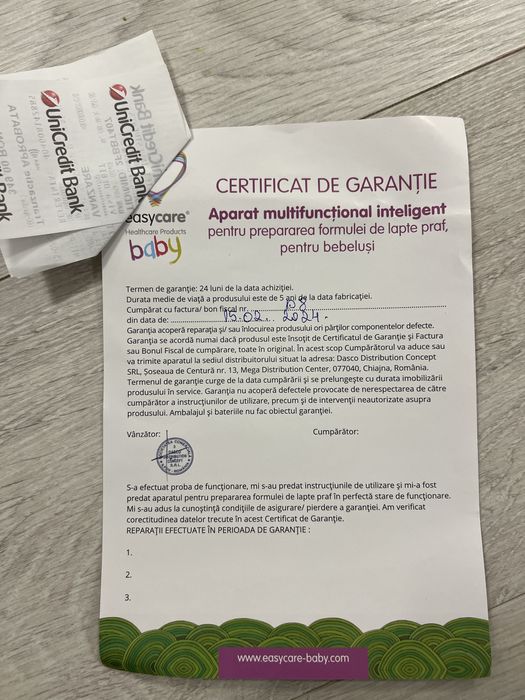 UniCredit Bank
UniCredit Bank
easycare®
Healthcare Products
baby
CERTIFICAT DE GARANȚIE
Aparat multifuncțional inteligent
pentru prepararea formulei de lapte praf,
pentru bebeluși
Termen de garanție: 24 luni de la data achiziției.
Durata medie de viață a produsului este de 5 ani de la data fabricației.
Cumpărat cu factura/ bon fiscal nr. 08
din data de: 15.02.. 2024.
Garanția acoperă reparația și/ sau înlocuirea produsului ori părților componentelor defecte.
Garanția se acordă numai dacă produsul este însoțit de Certificatul de Garanție și Factura
sau Bonul Fiscal de cumpărare, toate în original. În acest scop Cumpărătorul va aduce sau
va trimite aparatul la sediul distribuitorului situat la adresa: Dasco Distribution Concept
SRL, Șoseaua de Centură nr. 13, Mega Distribution Center, 077040, Chiajna, România.
Termenul de garanție curge de la data cumpărării și se prelungește cu durata imobilizării
produsului în service. Garanția nu acoperă defectele provocate de nerespectarea de către
cumpărător a instrucțiunilor de utilizare, precum și de intervenții neautorizate asupra
produsului. Ambalajul și bateriile nu fac obiectul garanției.
Vânzător:
Cumpărător:
DASCO
DISTRIBUTION
CONCEPT
S.R.L.
S-a efectuat proba de funcționare, mi s-au predat instrucțiunile de utilizare și mi-a fost
predat aparatul pentru prepararea formulei de lapte praf în perfectă stare de funcționare.
Mi s-au adus la cunoștință condițiile de asigurare/ pierdere a garanției. Am verificat
corectitudinea datelor trecute în acest Certificat de Garanție.
REPARAȚII EFECTUATE ÎN PERIOADA DE GARANȚIE :
1.
2.
3.
www.easycare-baby.com